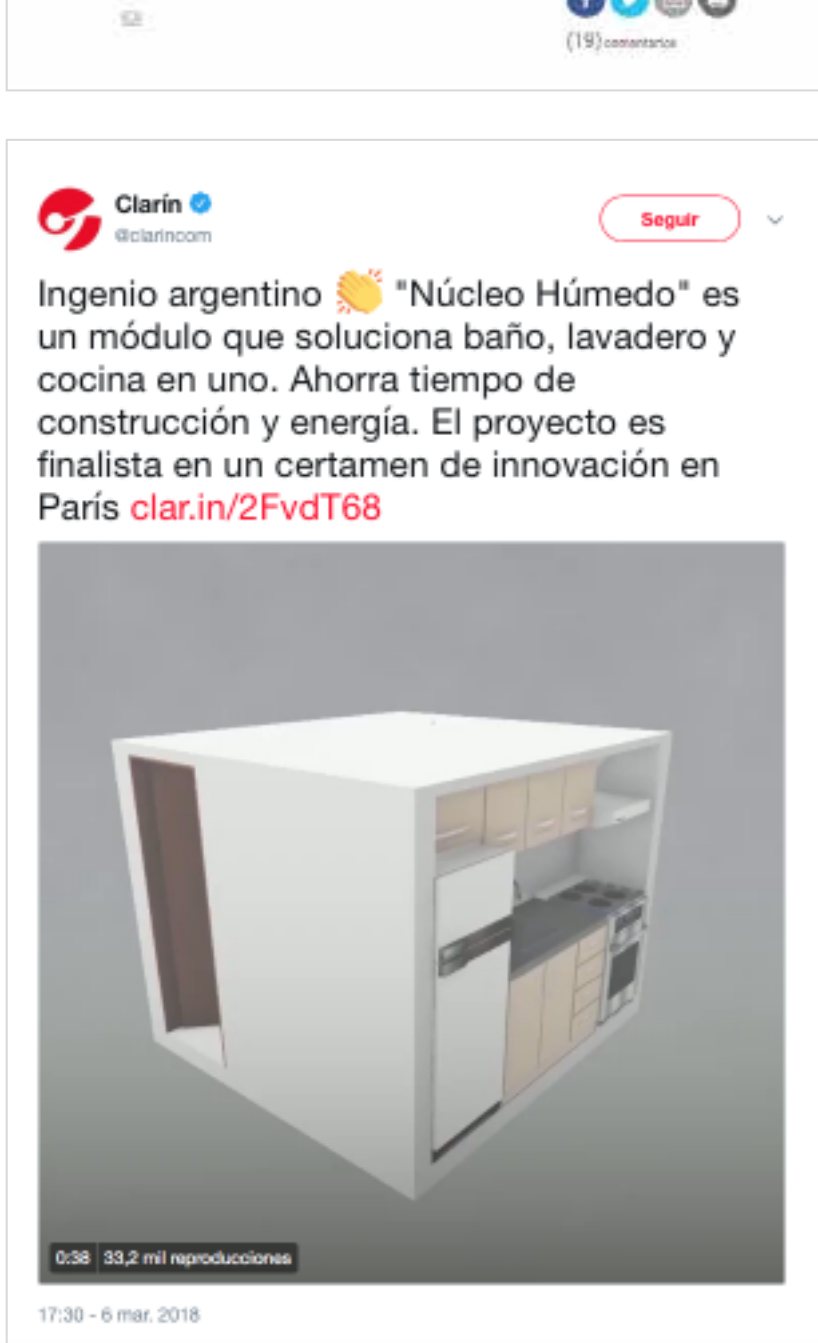 (19) comentarios
Clarín
Seguir
@clarincom
Ingenio argentino 👏 "Núcleo Húmedo" es
un módulo que soluciona baño, lavadero y
cocina en uno. Ahorra tiempo de
construcción y energía. El proyecto es
finalista en un certamen de innovación en
París clar.in/2FvdT68
0:38 33,2 mil reproducciones
17:30 - 6 mar. 2018